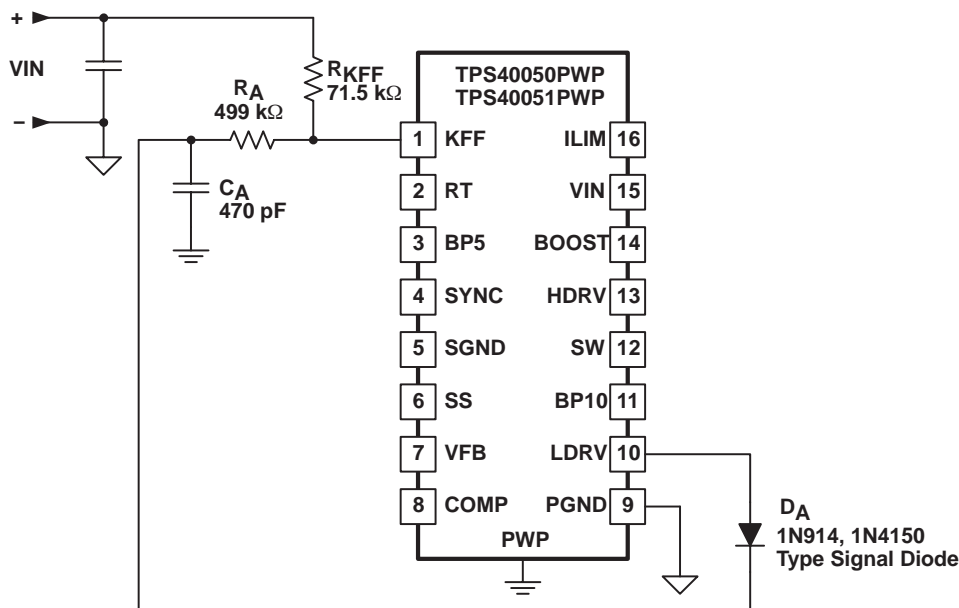 +
VIN
−
RA
499 kΩ
RKFF
71.5 kΩ
CA
470 pF
TPS40050PWP
TPS40051PWP
1 KFF ILIM 16
2 RT VIN 15
3 BP5 BOOST 14
4 SYNC HDRV 13
5 SGND SW 12
6 SS BP10 11
7 VFB LDRV 10
8 COMP PGND 9
PWP
DA
1N914, 1N4150
Type Signal Diode